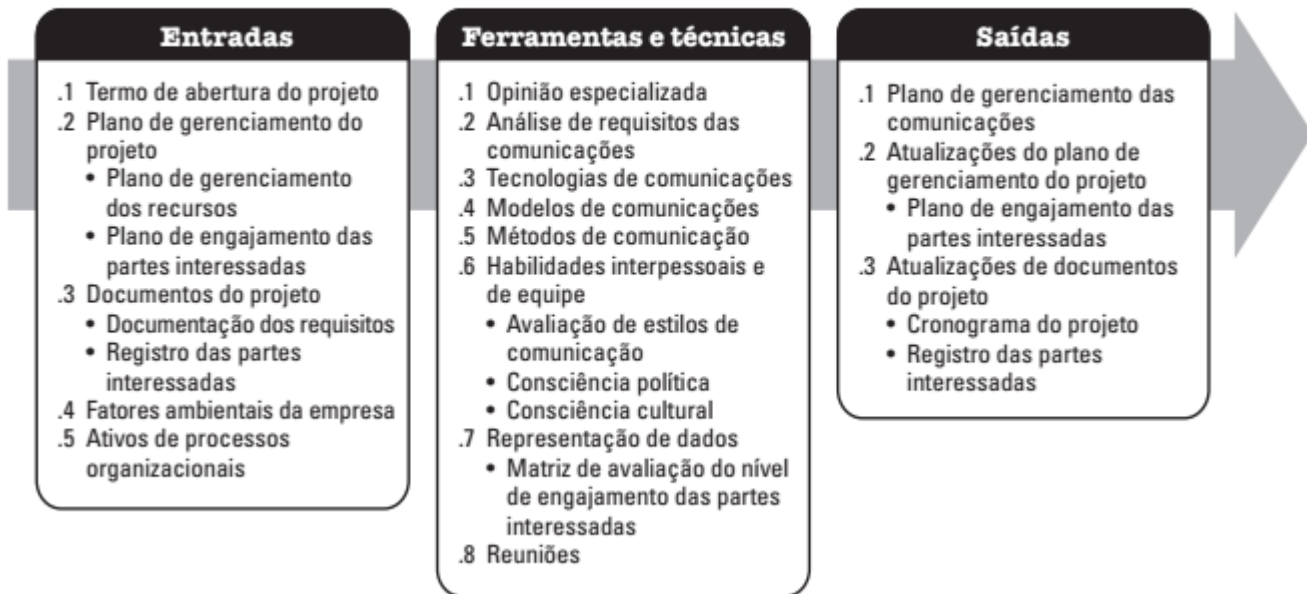 Entradas
.1 Termo de abertura do projeto
.2 Plano de gerenciamento do
projeto
• Plano de gerenciamento
dos recursos
• Plano de engajamento das
partes interessadas
.3 Documentos do projeto
• Documentação dos requisitos
• Registro das partes
interessadas
.4 Fatores ambientais da empresa
.5 Ativos de processos
organizacionais
Ferramentas e técnicas
.1 Opinião especializada
.2 Análise de requisitos das
comunicações
.3 Tecnologias de comunicações
.4 Modelos de comunicações
.5 Métodos de comunicação
.6 Habilidades interpessoais e
de equipe
• Avaliação de estilos de
comunicação
• Consciência política
• Consciência cultural
.7 Representação de dados
• Matriz de avaliação do nível
de engajamento das partes
interessadas
.8 Reuniões
Saídas
.1 Plano de gerenciamento das
comunicações
.2 Atualizações do plano de
gerenciamento do projeto
• Plano de engajamento das
partes interessadas
.3 Atualizações de documentos
do projeto
• Cronograma do projeto
• Registro das partes
interessadas